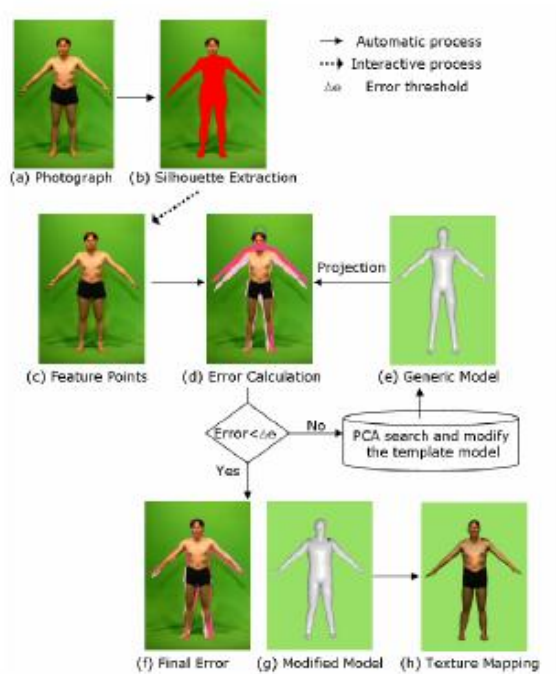 Automatic process
Interactive process
Δe Error threshold
(a) Photograph
(b) Silhouette Extraction
Projection
(c) Feature Points
(d) Error Calculation
(e) Generic Model
Error<Δe
No
PCA search and modify
the template model
Yes
(f) Final Error
(g) Modified Model
(h) Texture Mapping